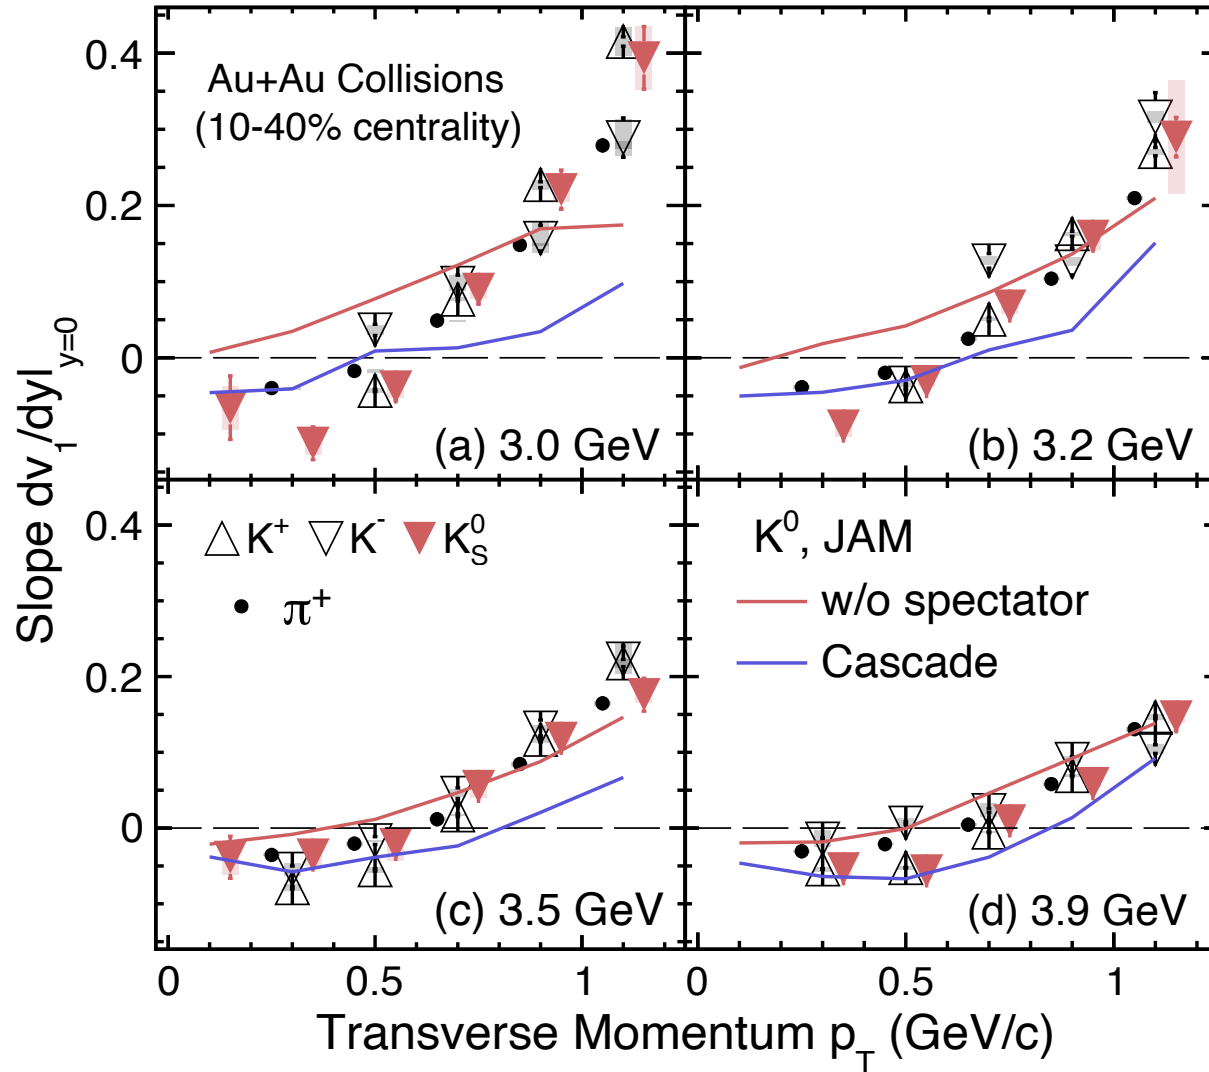 Slope dv₁/dy|y=0
0.4
0.2
0
Au+Au Collisions
(10-40% centrality)
(a) 3.0 GeV
(b) 3.2 GeV
0.4
0.2
0
K⁺ K⁻ K⁰S
π⁺
(c) 3.5 GeV
K⁰, JAM
w/o spectator
Cascade
(d) 3.9 GeV
0 0.5 1 0 0.5 1
Transverse Momentum pT (GeV/c)